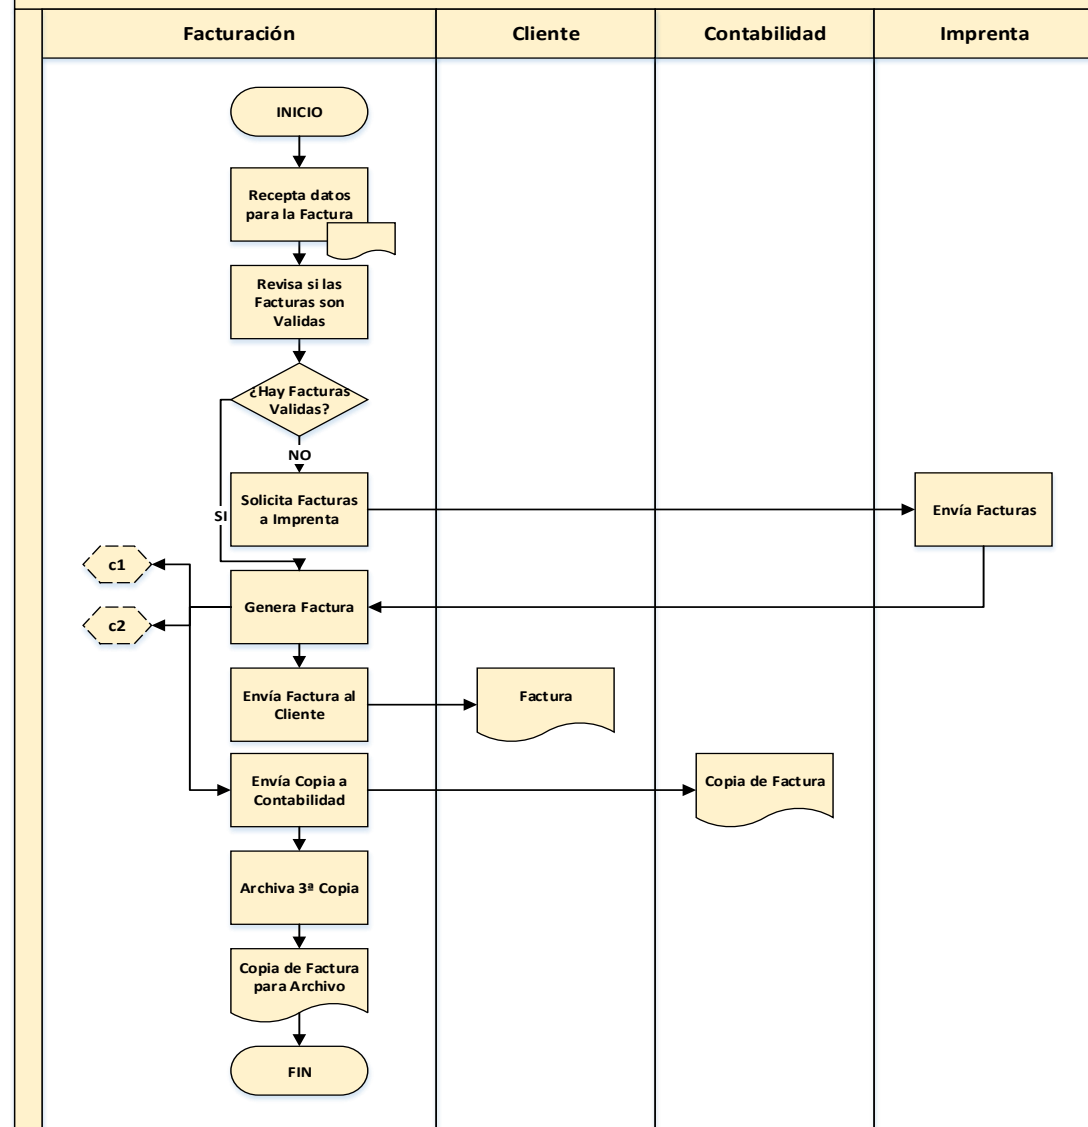 Facturación
Cliente
Contabilidad
Imprenta
INICIO
Recepta datos
para la Factura
Revisa si las
Facturas son
Validas
¿Hay Facturas
Validas?
NO
Solicita Facturas
a Imprenta
Envía Facturas
SI
c1
Genera Factura
c2
Envía Factura al
Cliente
Factura
Envía Copia a
Contabilidad
Copia de Factura
Archiva 3ª Copia
Copia de Factura
para Archivo
FIN